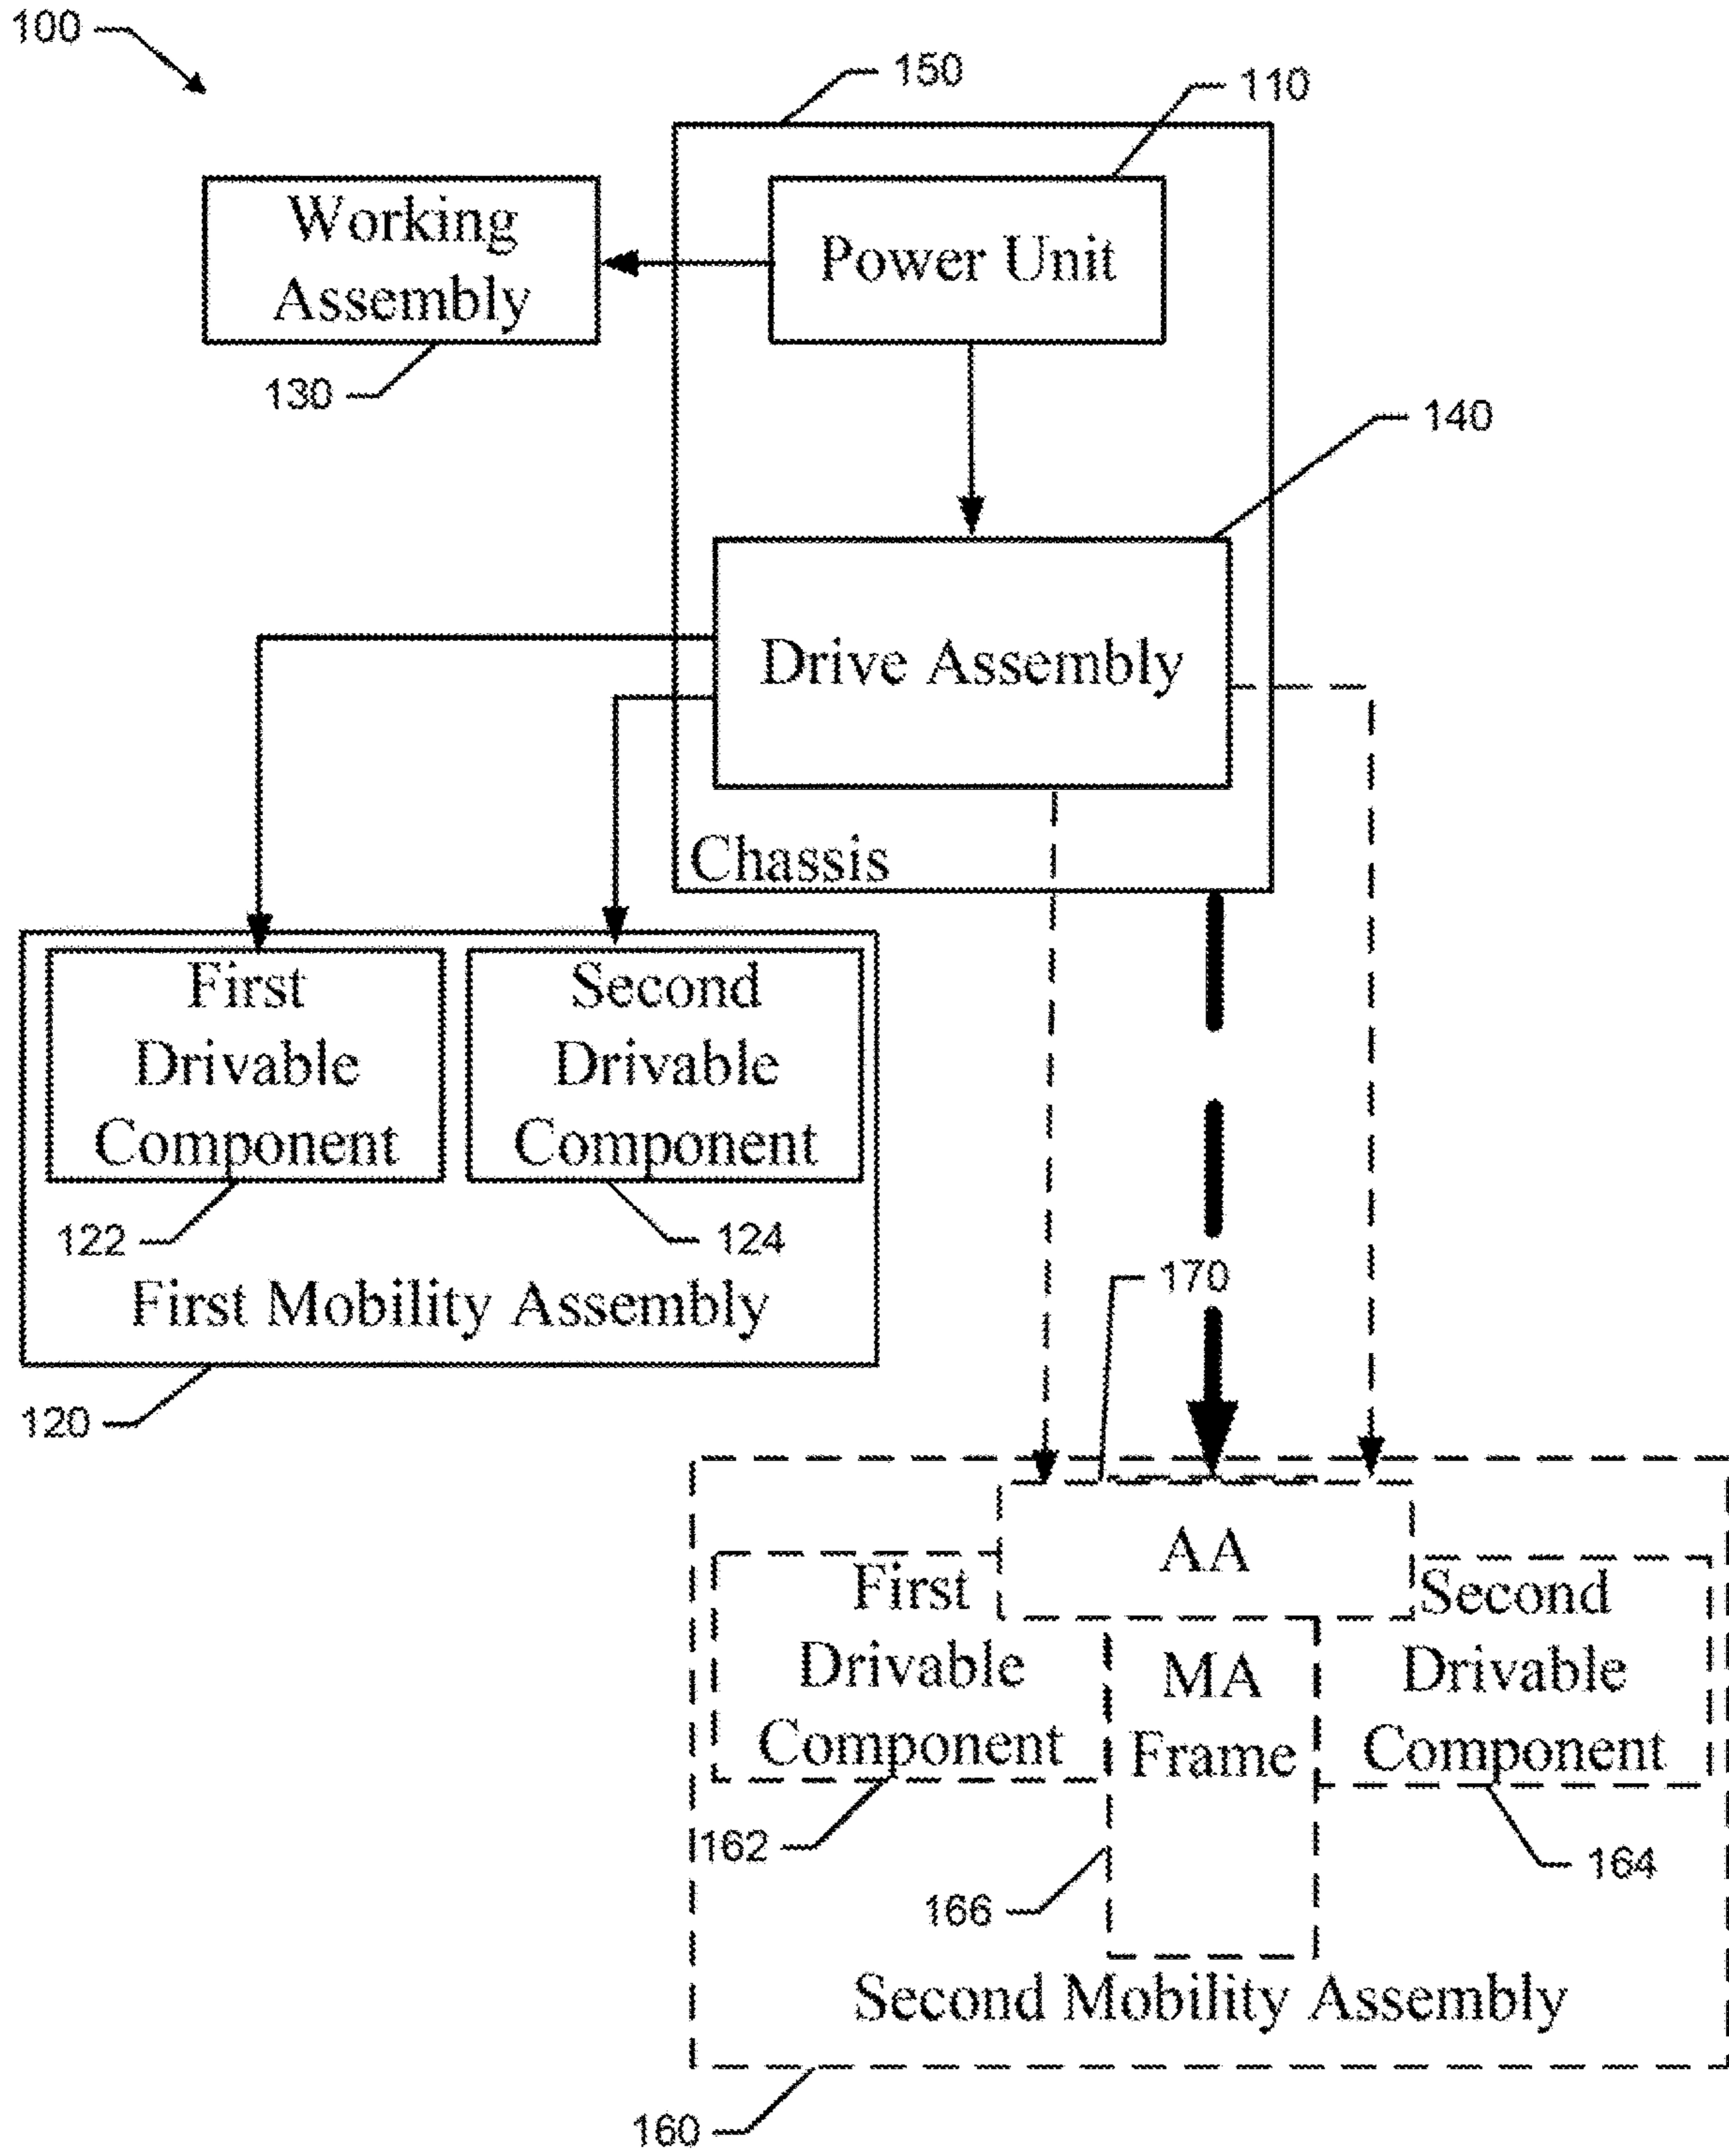 100
150
110
Working
Assembly
Power Unit
130
140
Drive Assembly
Chassis
First
Drivable
Component
Second
Drivable
Component
122
124
First Mobility Assembly
120
170
AA
First
Drivable
Component
MA
Frame
Second
Drivable
Component
162
164
166
Second Mobility Assembly
160